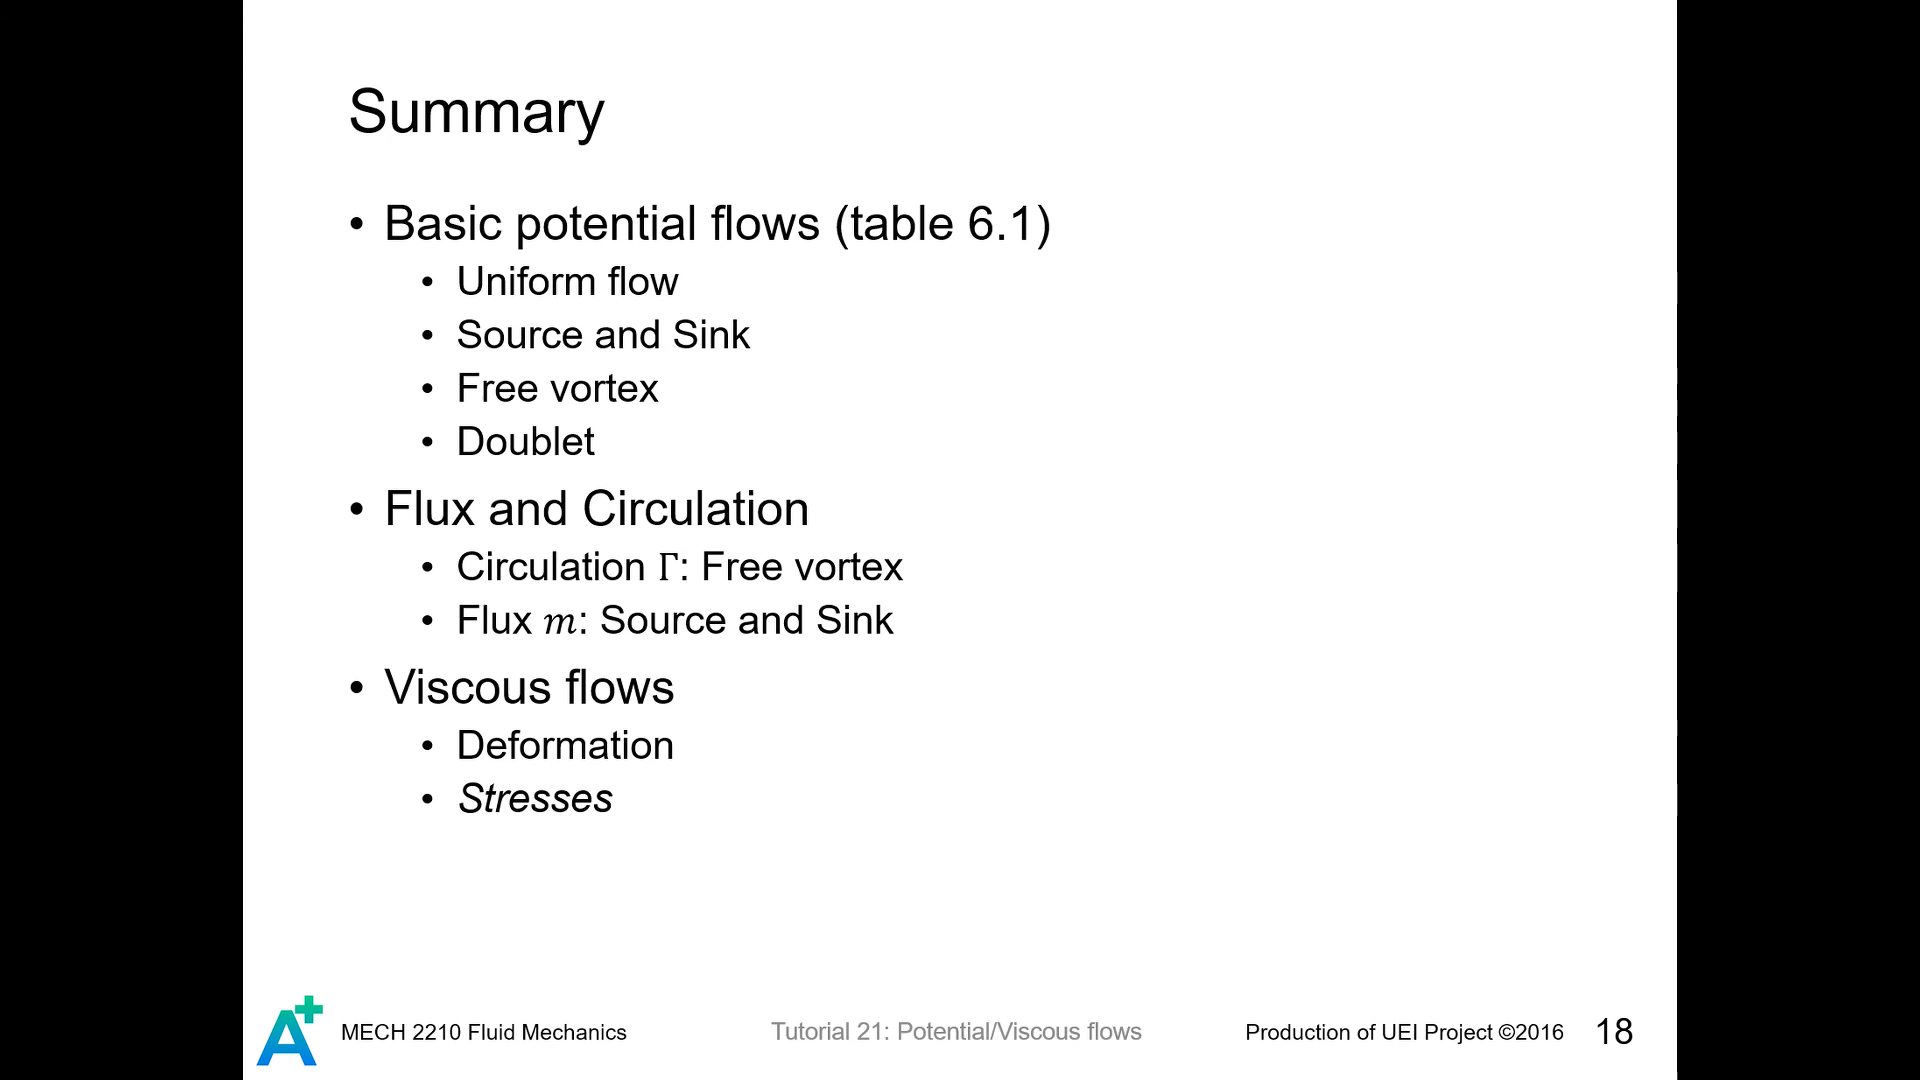 Summary
• Basic potential flows (table 6.1)
• Uniform flow
• Source and Sink
• Free vortex
• Doublet
• Flux and Circulation
• Circulation Γ: Free vortex
• Flux m: Source and Sink
• Viscous flows
• Deformation
• Stresses
A+ MECH 2210 Fluid Mechanics Tutorial 21: Potential/Viscous flows Production of UEI Project ©2016 18